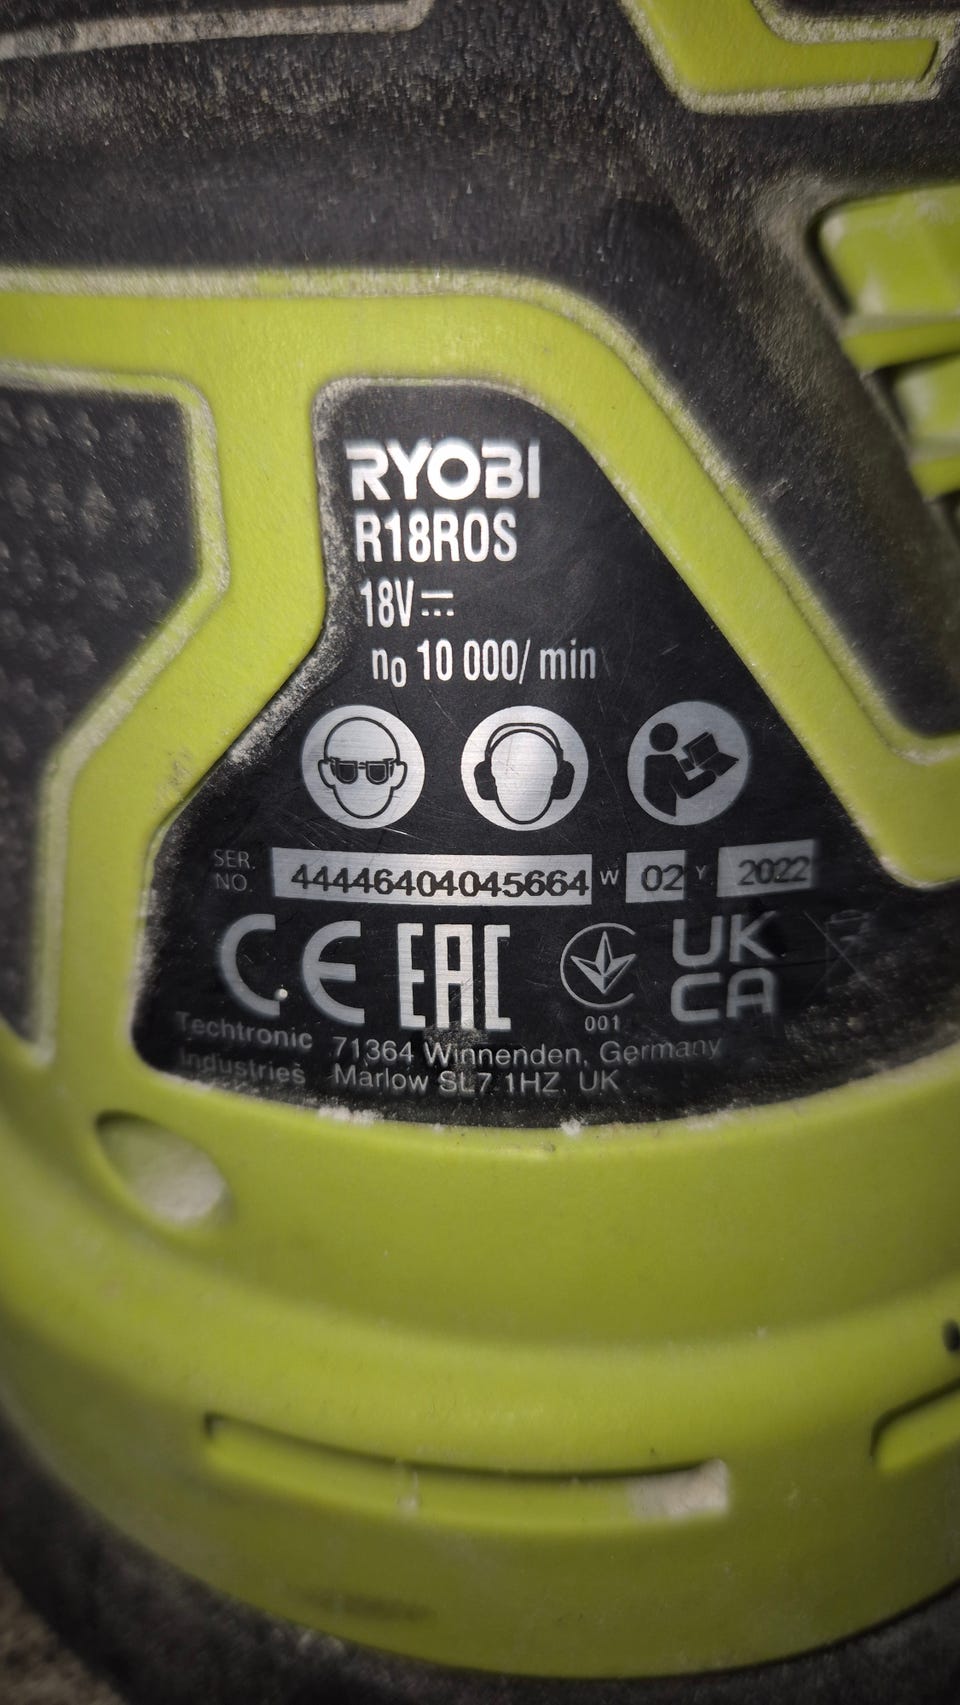 RYOBI
R18ROS
18V
n0 10 000/ min
SER. NO. 44446404045664 W 02 Y 2022
CE EAC 001 UK CA
Techtronic Industries
71364 Winnenden, Germany
Marlow SL7 1HZ UK